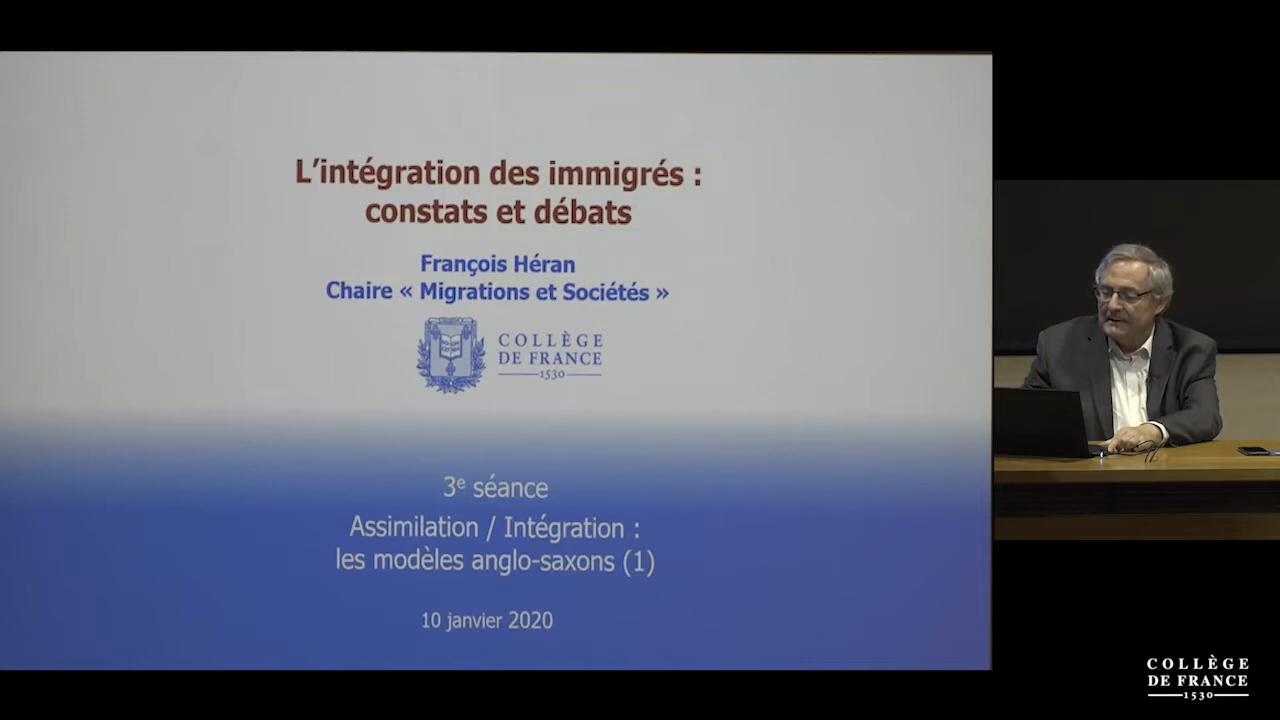 L'intégration des immigrés :
constats et débats
François Héran
Chaire « Migrations et Sociétés »
COLLÈGE
DE FRANCE
1530
3e séance
Assimilation / Intégration :
les modèles anglo-saxons (1)
10 janvier 2020
COLLÈGE
DE FRANCE
1530